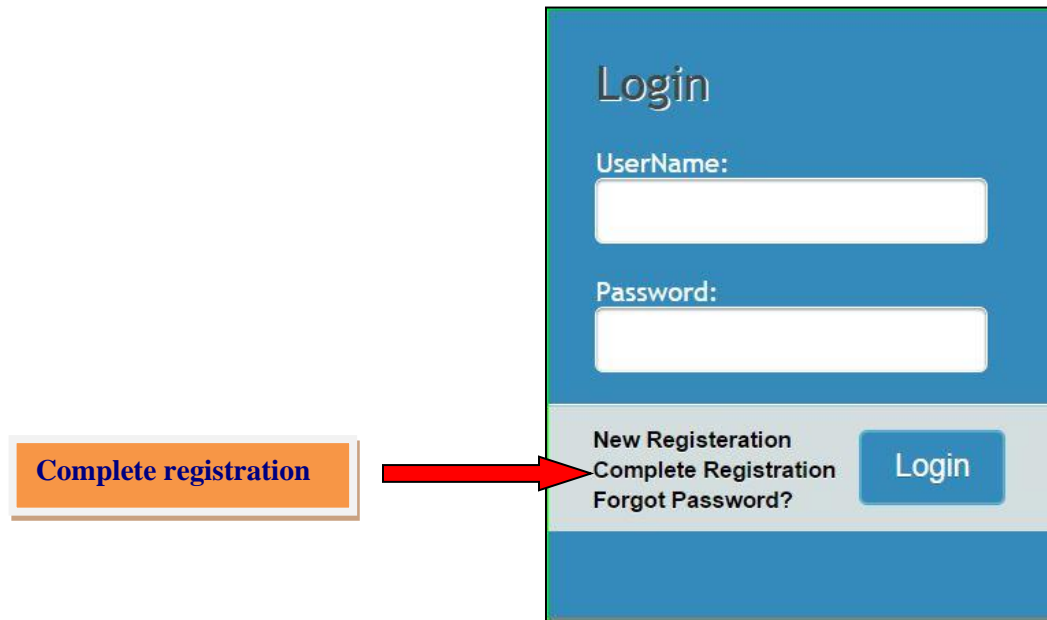 Login
UserName:
Password:
New Registeration
Complete Registration
Forgot Password?
Login
Complete registration